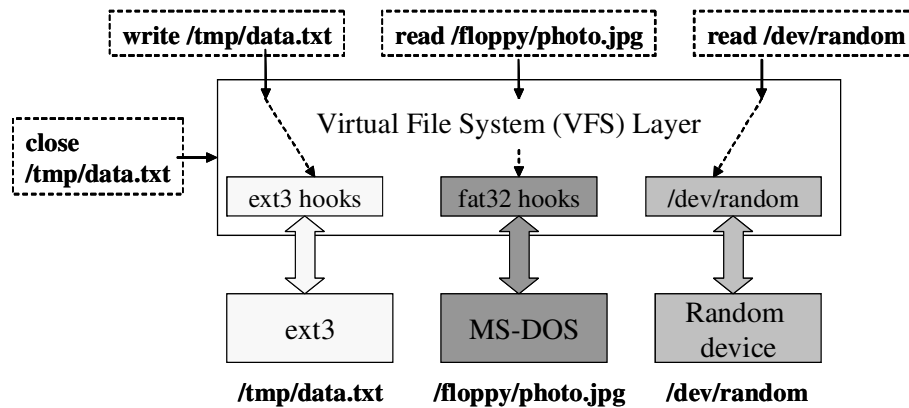 write /tmp/data.txt
read /floppy/photo.jpg
read /dev/random
Virtual File System (VFS) Layer
close
/tmp/data.txt
ext3 hooks
fat32 hooks
/dev/random
ext3
MS-DOS
Random
device
/tmp/data.txt
/floppy/photo.jpg
/dev/random